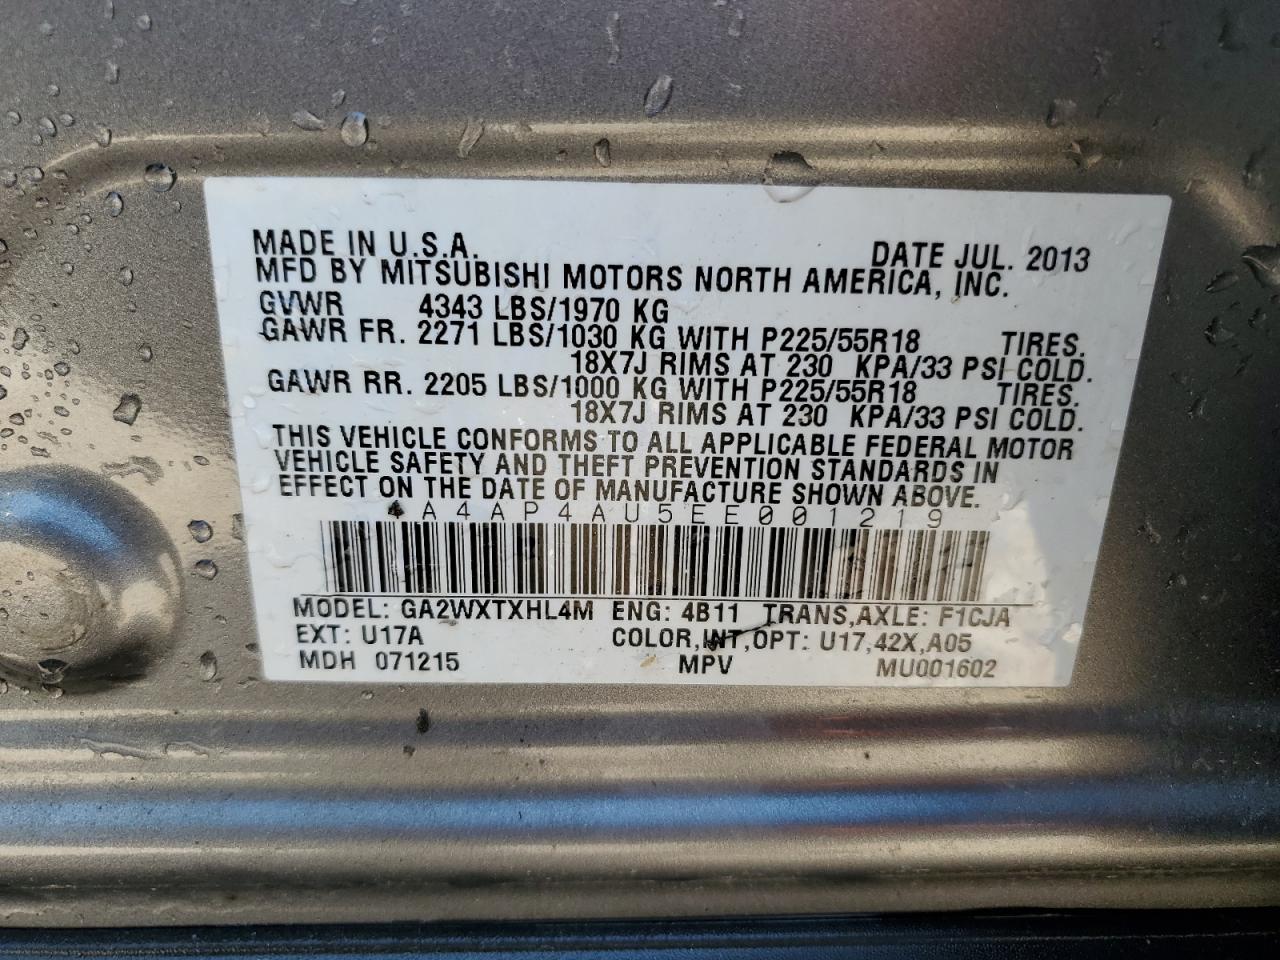 MADE IN U.S.A. DATE JUL. 2013
MFD BY MITSUBISHI MOTORS NORTH AMERICA, INC.
GVWR 4343 LBS/1970 KG
GAWR FR. 2271 LBS/1030 KG WITH P225/55R18 TIRES.
18X7J RIMS AT 230 KPA/33 PSI COLD.
GAWR RR. 2205 LBS/1000 KG WITH P225/55R18 TIRES.
18X7J RIMS AT 230 KPA/33 PSI COLD.
THIS VEHICLE CONFORMS TO ALL APPLICABLE FEDERAL MOTOR
VEHICLE SAFETY AND THEFT PREVENTION STANDARDS IN
EFFECT ON THE DATE OF MANUFACTURE SHOWN ABOVE.
4A4AP4AU5EE001219
MODEL: GA2WXTXHL4M ENG: 4B11 TRANS,AXLE: F1CJA
EXT: U17A COLOR,INT,OPT: U17,42X,A05
MDH 071215 MPV MU001602